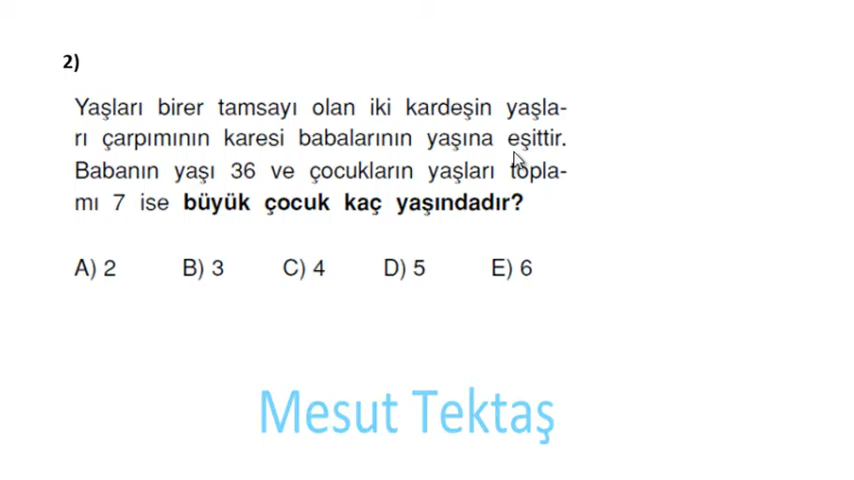 2)
Yaşları birer tamsayı olan iki kardeşin yaşla-
rı çarpımının karesi babalarının yaşına eşittir.
Babanın yaşı 36 ve çocukların yaşları topla-
mı 7 ise büyük çocuk kaç yaşındadır?
A) 2 B) 3 C) 4 D) 5 E) 6
Mesut Tektaş